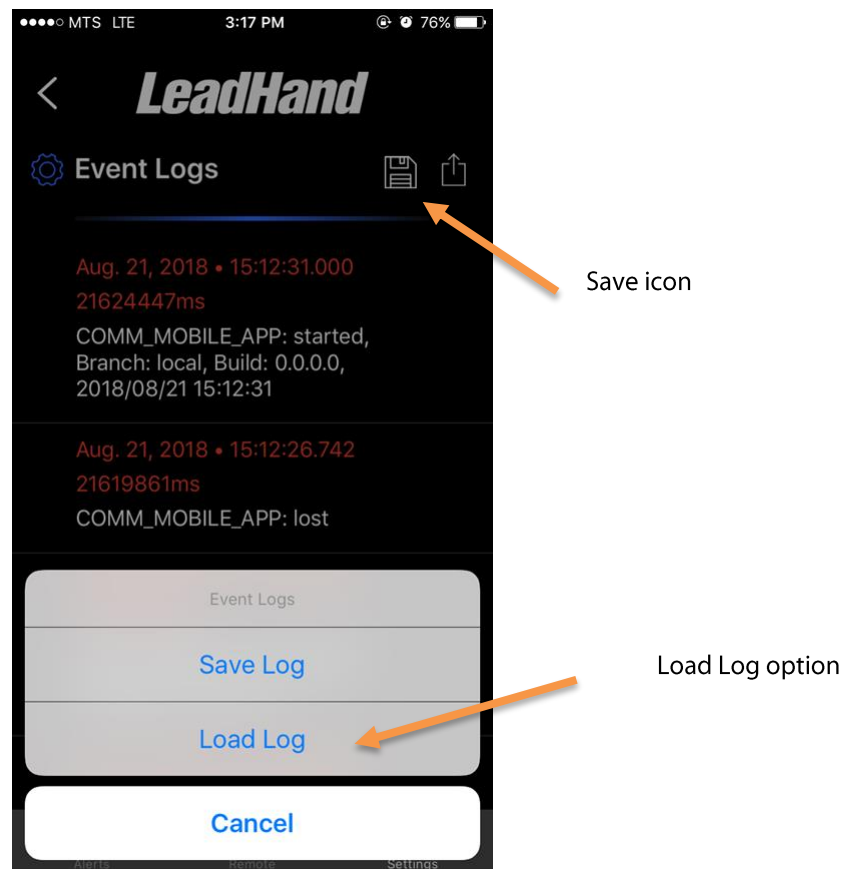 MTS LTE 3:17 PM 76%
LeadHand
Event Logs
Aug. 21, 2018 • 15:12:31.000
21624447ms
Save icon
COMM_MOBILE_APP: started,
Branch: local, Build: 0.0.0.0,
2018/08/21 15:12:31
Aug. 21, 2018 • 15:12:26.742
21619861ms
COMM_MOBILE_APP: lost
Event Logs
Save Log
Load Log option
Load Log
Cancel
Alerts Remote Settings